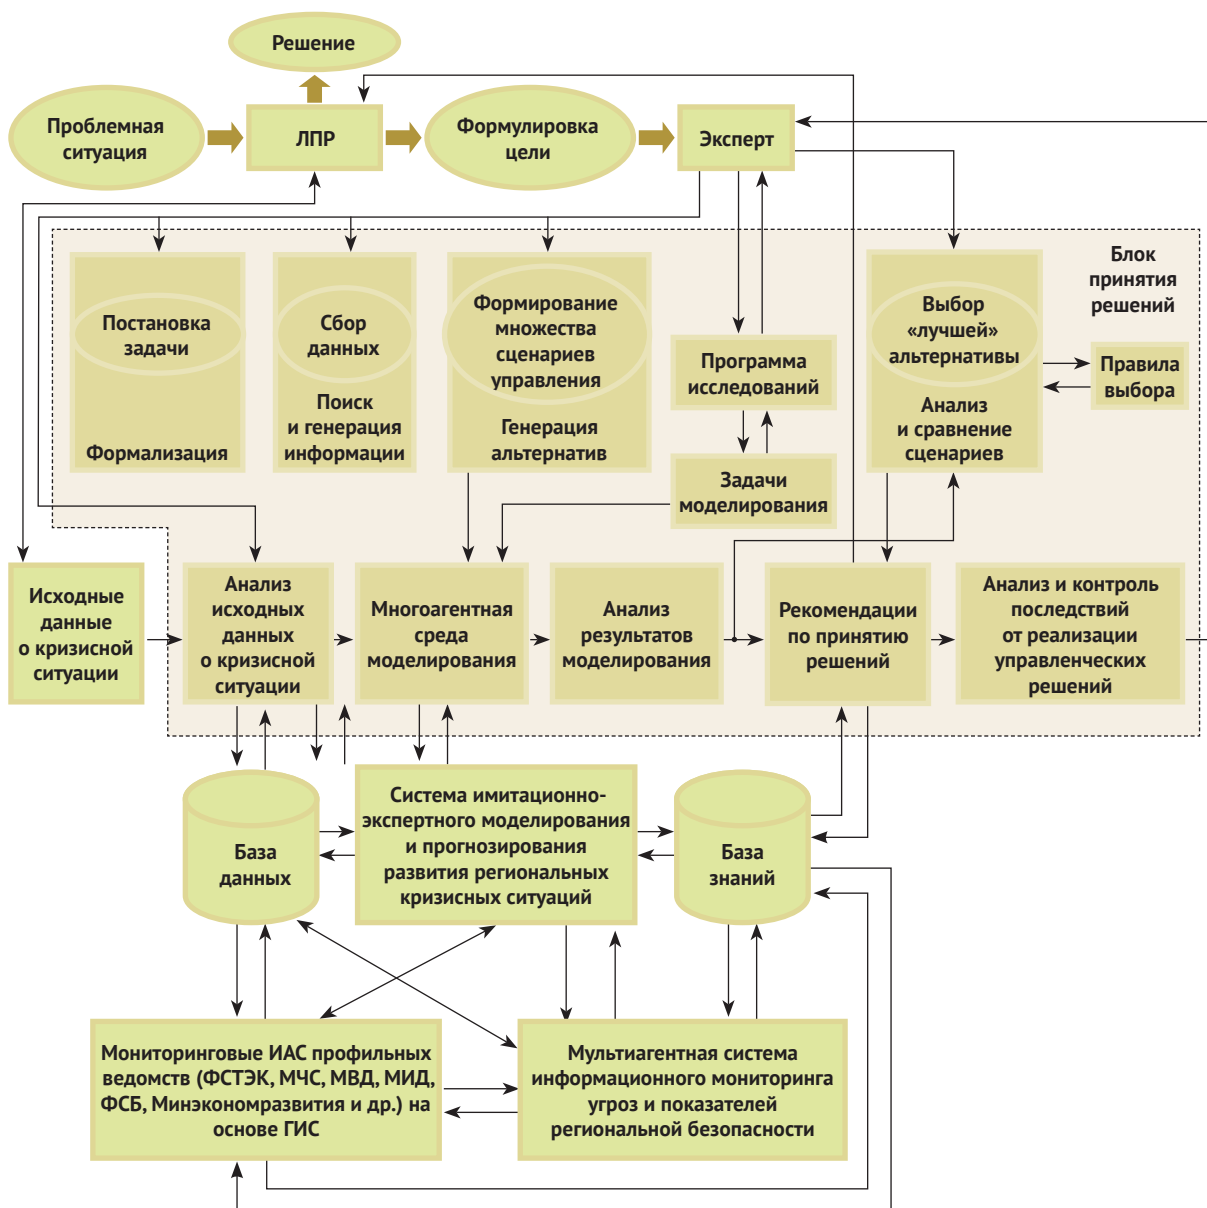 Решение
Проблемная
ситуация
ЛПР
Формулировка
цели
Эксперт
Блок
принятия
решений
Постановка
задачи
Формализация
Сбор
данных
Поиск
и генерация
информации
Формирование
множества
сценариев
управления
Генерация
альтернатив
Программа
исследований
Задачи
моделирования
Выбор
«лучшей»
альтернативы
Анализ
и сравнение
сценариев
Правила
выбора
Исходные
данные
о кризисной
ситуации
Анализ
исходных
данных
о кризисной
ситуации
Многоагентная
среда
моделирования
Анализ
результатов
моделирования
Рекомендации
по принятию
решений
Анализ и контроль
последствий
от реализации
управленческих
решений
База
данных
Система имитационно-
экспертного моделирования
и прогнозирования
развития региональных
кризисных ситуаций
База
знаний
Мониторинговые ИАС профильных
ведомств (ФСТЭК, МЧС, МВД, МИД,
ФСБ, Минэкономразвития и др.) на
основе ГИС
Мультиагентная система
информационного мониторинга
угроз и показателей
региональной безопасности